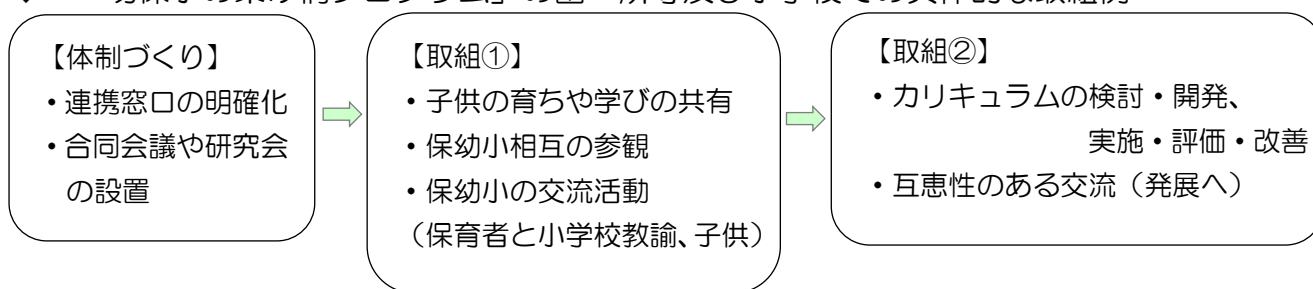 【体制づくり】
・連携窓口の明確化
・合同会議や研究会
の設置
【取組①】
・子供の育ちや学びの共有
・保幼小相互の参観
・保幼小の交流活動
（保育者と小学校教諭、子供）
【取組②】
・カリキュラムの検討・開発、
実施・評価・改善
・互恵性のある交流（発展へ）